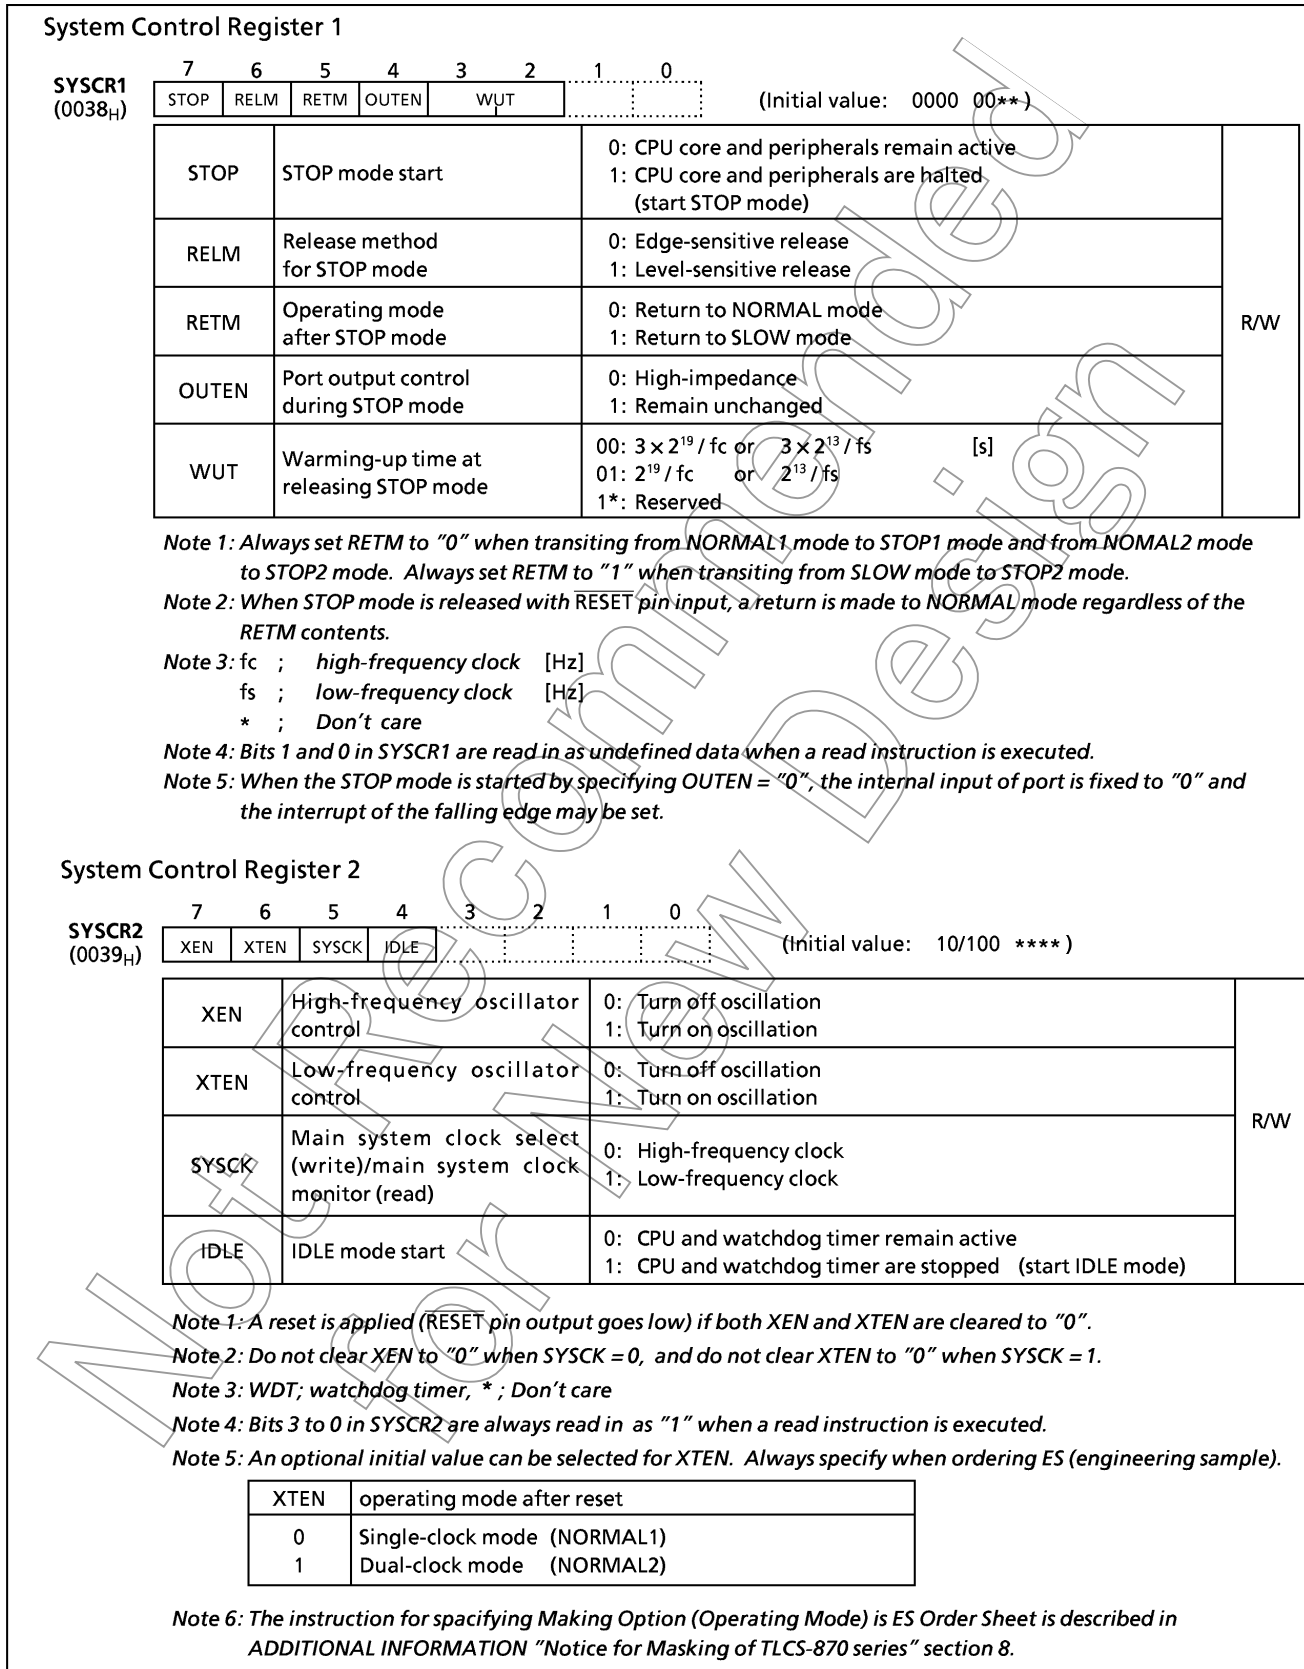 System Control Register 1
7 6 5 4 3 2 1 0
SYSCR1
(0038H)
STOP RELM RETM OUTEN WUT (Initial value: 0000 00**)
STOP
STOP mode start
0: CPU core and peripherals remain active
1: CPU core and peripherals are halted
(start STOP mode)
RELM
Release method
for STOP mode
0: Edge-sensitive release
1: Level-sensitive release
RETM
Operating mode
after STOP mode
0: Return to NORMAL mode
1: Return to SLOW mode
OUTEN
Port output control
during STOP mode
0: High-impedance
1: Remain unchanged
WUT
Warming-up time at
releasing STOP mode
00: 3 × 2¹⁹ / fc or 3 × 2¹³ / fs [s]
01: 2¹⁹ / fc or 2¹³ / fs
1*: Reserved
R/W
Note 1: Always set RETM to "0" when transiting from NORMAL1 mode to STOP1 mode and from NOMAL2 mode
to STOP2 mode. Always set RETM to "1" when transiting from SLOW mode to STOP2 mode.
Note 2: When STOP mode is released with RESET pin input, a return is made to NORMAL mode regardless of the
RETM contents.
Note 3: fc ; high-frequency clock [Hz]
fs ; low-frequency clock [Hz]
* ; Don't care
Note 4: Bits 1 and 0 in SYSCR1 are read in as undefined data when a read instruction is executed.
Note 5: When the STOP mode is started by specifying OUTEN = "0", the internal input of port is fixed to "0" and
the interrupt of the falling edge may be set.
System Control Register 2
7 6 5 4 3 2 1 0
SYSCR2
(0039H)
XEN XTEN SYSCK IDLE (Initial value: 10/100 ****)
XEN
High-frequency oscillator
control
0: Turn off oscillation
1: Turn on oscillation
XTEN
Low-frequency oscillator
control
0: Turn off oscillation
1: Turn on oscillation
SYSCK
Main system clock select
(write)/main system clock
monitor (read)
0: High-frequency clock
1: Low-frequency clock
IDLE
IDLE mode start
0: CPU and watchdog timer remain active
1: CPU and watchdog timer are stopped (start IDLE mode)
R/W
Note 1: A reset is applied (RESET pin output goes low) if both XEN and XTEN are cleared to "0".
Note 2: Do not clear XEN to "0" when SYSCK = 0, and do not clear XTEN to "0" when SYSCK = 1.
Note 3: WDT; watchdog timer, * ; Don't care
Note 4: Bits 3 to 0 in SYSCR2 are always read in as "1" when a read instruction is executed.
Note 5: An optional initial value can be selected for XTEN. Always specify when ordering ES (engineering sample).
XTEN operating mode after reset
0 Single-clock mode (NORMAL1)
1 Dual-clock mode (NORMAL2)
Note 6: The instruction for spacifying Making Option (Operating Mode) is ES Order Sheet is described in
ADDITIONAL INFORMATION "Notice for Masking of TLCS-870 series" section 8.
Not Recommended
for New Design